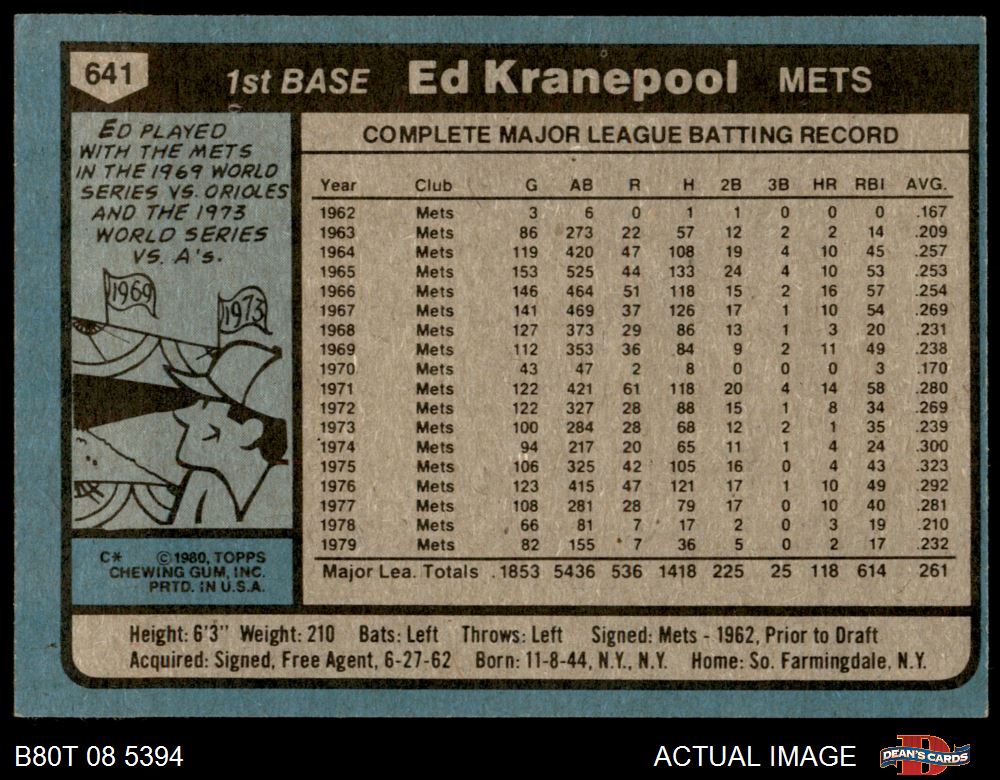 641 1st BASE Ed Kranepool METS
ED PLAYED
WITH THE METS
IN THE 1969 WORLD
SERIES VS. ORIOLES
AND THE 1973
WORLD SERIES
VS. A's.
1969
1973
C* © 1980, TOPPS
CHEWING GUM, INC.
PRTD. IN U.S.A.
COMPLETE MAJOR LEAGUE BATTING RECORD
Year Club G AB R H 2B 3B HR RBI AVG.
1962 Mets 3 6 0 1 1 0 0 0 .167
1963 Mets 86 273 22 57 12 2 2 14 .209
1964 Mets 119 420 47 108 19 4 10 45 .257
1965 Mets 153 525 44 133 24 4 10 53 .253
1966 Mets 146 464 51 118 15 2 16 57 .254
1967 Mets 141 469 37 126 17 1 10 54 .269
1968 Mets 127 373 29 86 13 1 3 20 .231
1969 Mets 112 353 36 84 9 2 11 49 .238
1970 Mets 43 47 2 8 0 0 0 3 .170
1971 Mets 122 421 61 118 20 4 14 58 .280
1972 Mets 122 327 28 88 15 1 8 34 .269
1973 Mets 100 284 28 68 12 2 1 35 .239
1974 Mets 94 217 20 65 11 1 4 24 .300
1975 Mets 106 325 42 105 16 0 4 43 .323
1976 Mets 123 415 47 121 17 1 10 49 .292
1977 Mets 108 281 28 79 17 0 10 40 .281
1978 Mets 66 81 7 17 2 0 3 19 .210
1979 Mets 82 155 7 36 5 0 2 17 .232
Major Lea. Totals 1853 5436 536 1418 225 25 118 614 .261
Height: 6'3" Weight: 210 Bats: Left Throws: Left Signed: Mets - 1962, Prior to Draft
Acquired: Signed, Free Agent, 6-27-62 Born: 11-8-44, N.Y., N.Y. Home: So. Farmingdale, N.Y.
B80T 08 5394 ACTUAL IMAGE DEAN'S CARDS